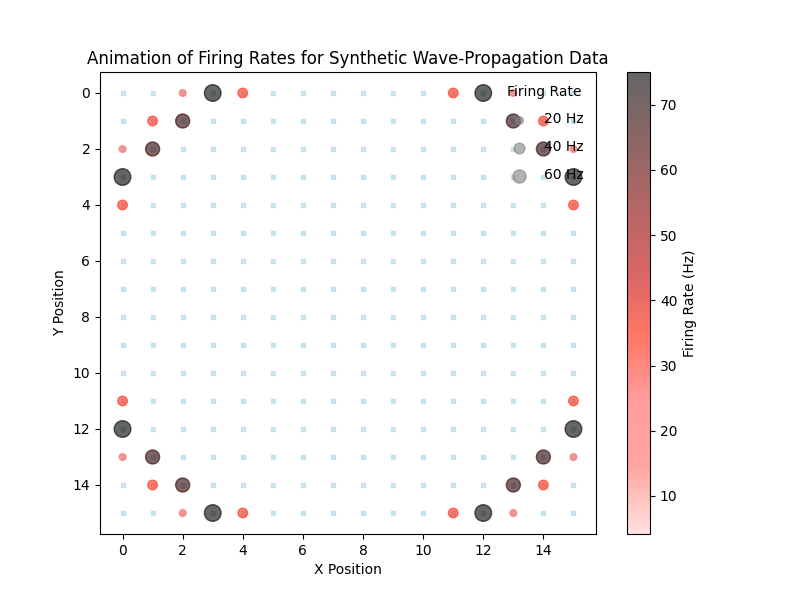 Animation of Firing Rates for Synthetic Wave-Propagation Data
Firing Rate
20 Hz
40 Hz
60 Hz
0
2
4
6
8
10
12
14
Y Position
0 2 4 6 8 10 12 14
X Position
70
60
50
40
30
20
10
Firing Rate (Hz)